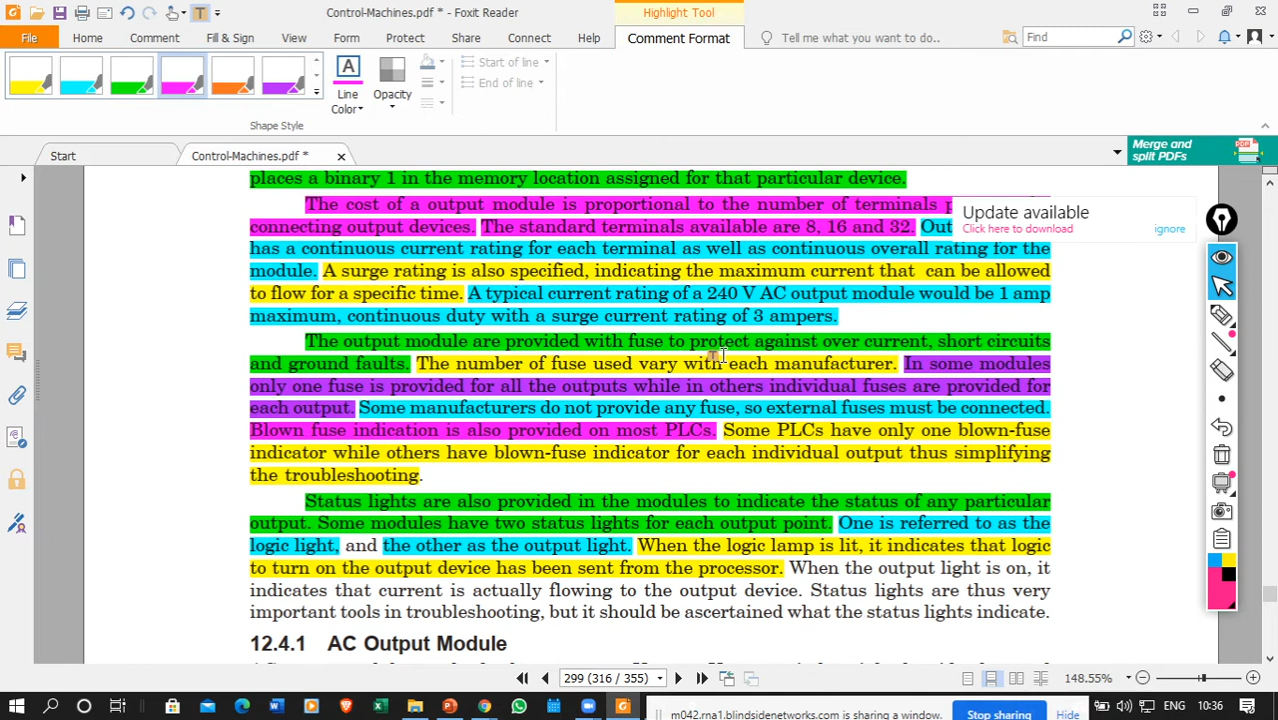 Control-Machines.pdf * - Foxit Reader
Highlight Tool
File
Home
Comment
Fill & Sign
View
Form
Protect
Share
Connect
Help
Comment Format
Tell me what you want to do..
Find
Line Color
Opacity
Start of line
End of line
Shape Style
Start
Control-Machines.pdf *
Merge and split PDFs
places a binary 1 in the memory location assigned for that particular device.
The cost of a output module is proportional to the number of terminals
connecting output devices. The standard terminals available are 8, 16 and 32.
has a continuous current rating for each terminal as well as continuous overall rating for the
module. A surge rating is also specified, indicating the maximum current that can be allowed
to flow for a specific time. A typical current rating of a 240 V AC output module would be 1 amp
maximum, continuous duty with a surge current rating of 3 ampers.
The output module are provided with fuse to protect against over current, short circuits
and ground faults. The number of fuse used vary with each manufacturer. In some modules
only one fuse is provided for all the outputs while in others individual fuses are provided for
each output. Some manufacturers do not provide any fuse, so external fuses must be connected.
Blown fuse indication is also provided on most PLCs. Some PLCs have only one blown-fuse
indicator while others have blown-fuse indicator for each individual output thus simplifying
the troubleshooting.
Status lights are also provided in the modules to indicate the status of any particular
output. Some modules have two status lights for each output point. One is referred to as the
logic light, and the other as the output light. When the logic lamp is lit, it indicates that logic
to turn on the output device has been sent from the processor. When the output light is on, it
indicates that current is actually flowing to the output device. Status lights are thus very
important tools in troubleshooting, but it should be ascertained what the status lights indicate.
12.4.1 AC Output Module
Update available
Click here to download
ignore
299 (316 / 355)
148.55%
m042.rna1.blindsidenetworks.com is sharing a window.
Stop sharing
Hide
ENG
10:36